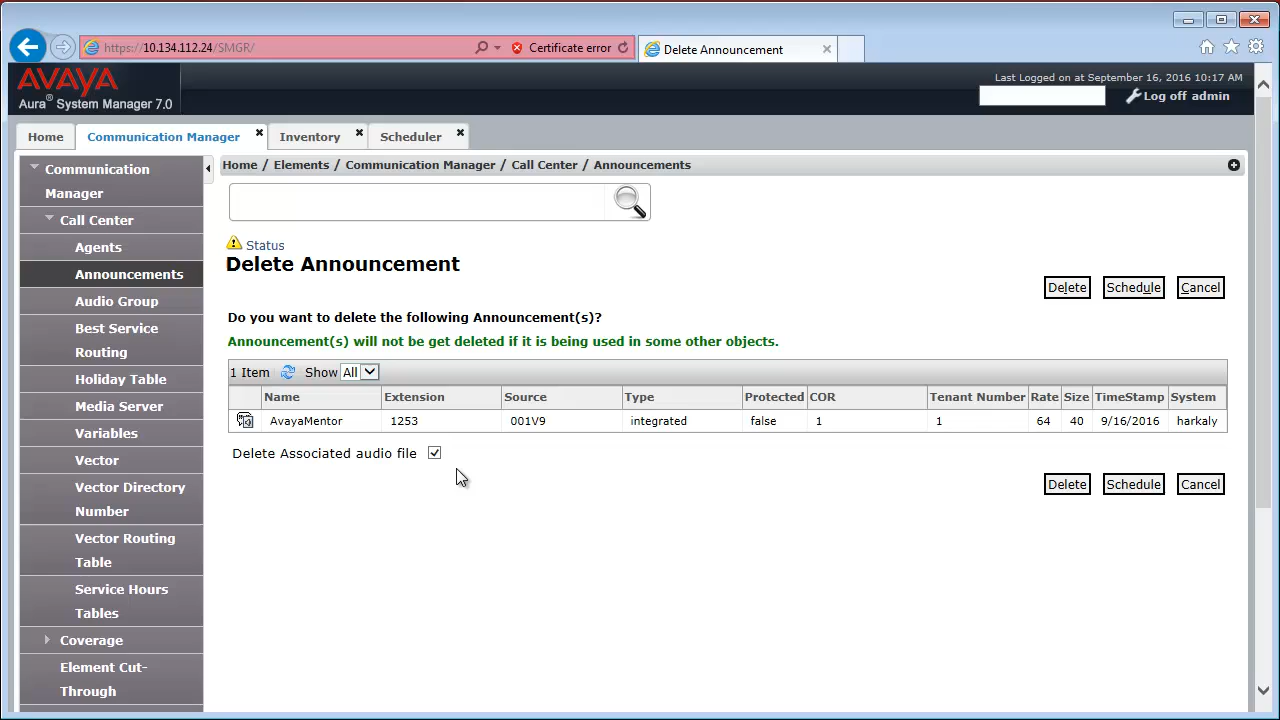 https://10.134.112.24/SMGR/
Certificate error
Delete Announcement
AVAYA
Aura® System Manager 7.0
Last Logged on at September 16, 2016 10:17 AM
Log off admin
Home
Communication Manager
Inventory
Scheduler
Communication
Manager
Call Center
Agents
Announcements
Audio Group
Best Service
Routing
Holiday Table
Media Server
Variables
Vector
Vector Directory
Number
Vector Routing
Table
Service Hours
Tables
Coverage
Element Cut-
Through
Home / Elements / Communication Manager / Call Center / Announcements
Status
Delete Announcement
Delete Schedule Cancel
Do you want to delete the following Announcement(s)?
Announcement(s) will not be get deleted if it is being used in some other objects.
1 Item Show All
Name Extension Source Type Protected COR Tenant Number Rate Size TimeStamp System
AvayaMentor 1253 001V9 integrated false 1 1 64 40 9/16/2016 harkaly
Delete Associated audio file
Delete Schedule Cancel